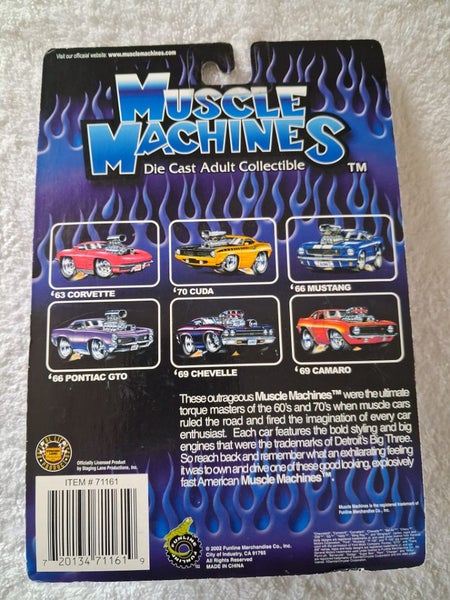 Visit our official website: www.musclemachines.com
MUSCLE
MACHINES
Die Cast Adult Collectible
TM
'63 CORVETTE
'70 CUDA
'66 MUSTANG
'66 PONTIAC GTO
'69 CHEVELLE
'69 CAMARO
These outrageous Muscle Machines™ were the ultimate
torque masters of the 60's and 70's when muscle cars
ruled the road and fired the imagination of every car
enthusiast. Each car features the bold styling and big
engines that were the trademarks of Detroit's Big Three.
So reach back and remember what an exhilarating feeling
it was to own and drive one of these good looking, explosively
fast American Muscle Machines™.
Officially Licensed Product
by Staging Lane Productions, Inc.
ITEM # 71161
7 20134 71161 9
FUNLINE
© 2002 Funline Merchandise Co., Inc.
City of Industry, CA 91765
All Rights Reserved
MADE IN CHINA
Muscle Machines is the registered trademark of
Funline Merchandise Co., Inc.